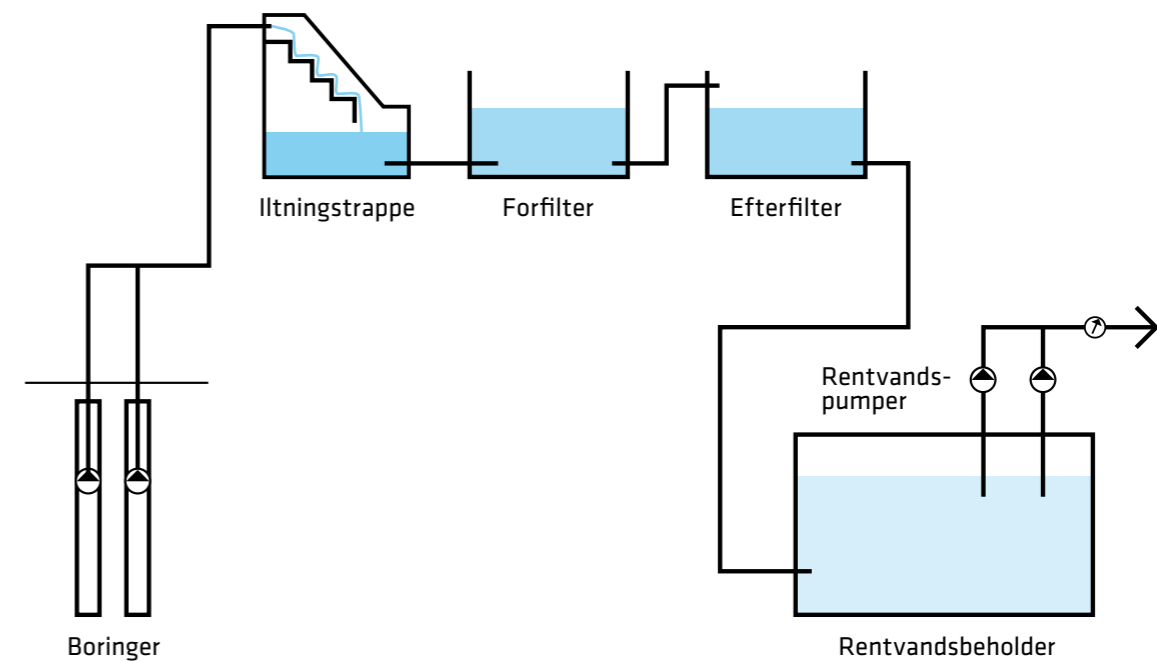 Iltningstrappe
Forfilter
Efterfilter
Rentvands-
pumper
Boringer
Rentvandsbeholder